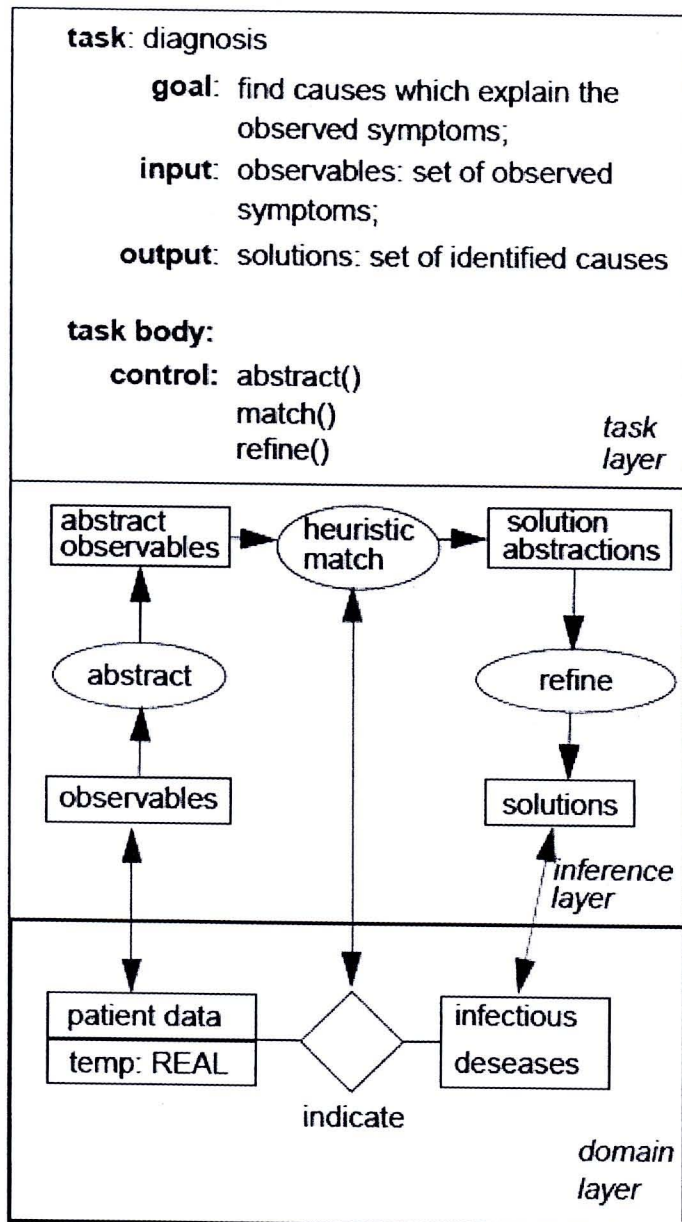 task: diagnosis
goal: find causes which explain the
observed symptoms;
input: observables: set of observed
symptoms;
output: solutions: set of identified causes
task body:
control: abstract()
match()
refine()
task
layer
abstract
observables
heuristic
match
solution
abstractions
abstract
refine
observables
solutions
inference
layer
patient data
temp: REAL
infectious
deseases
indicate
domain
layer